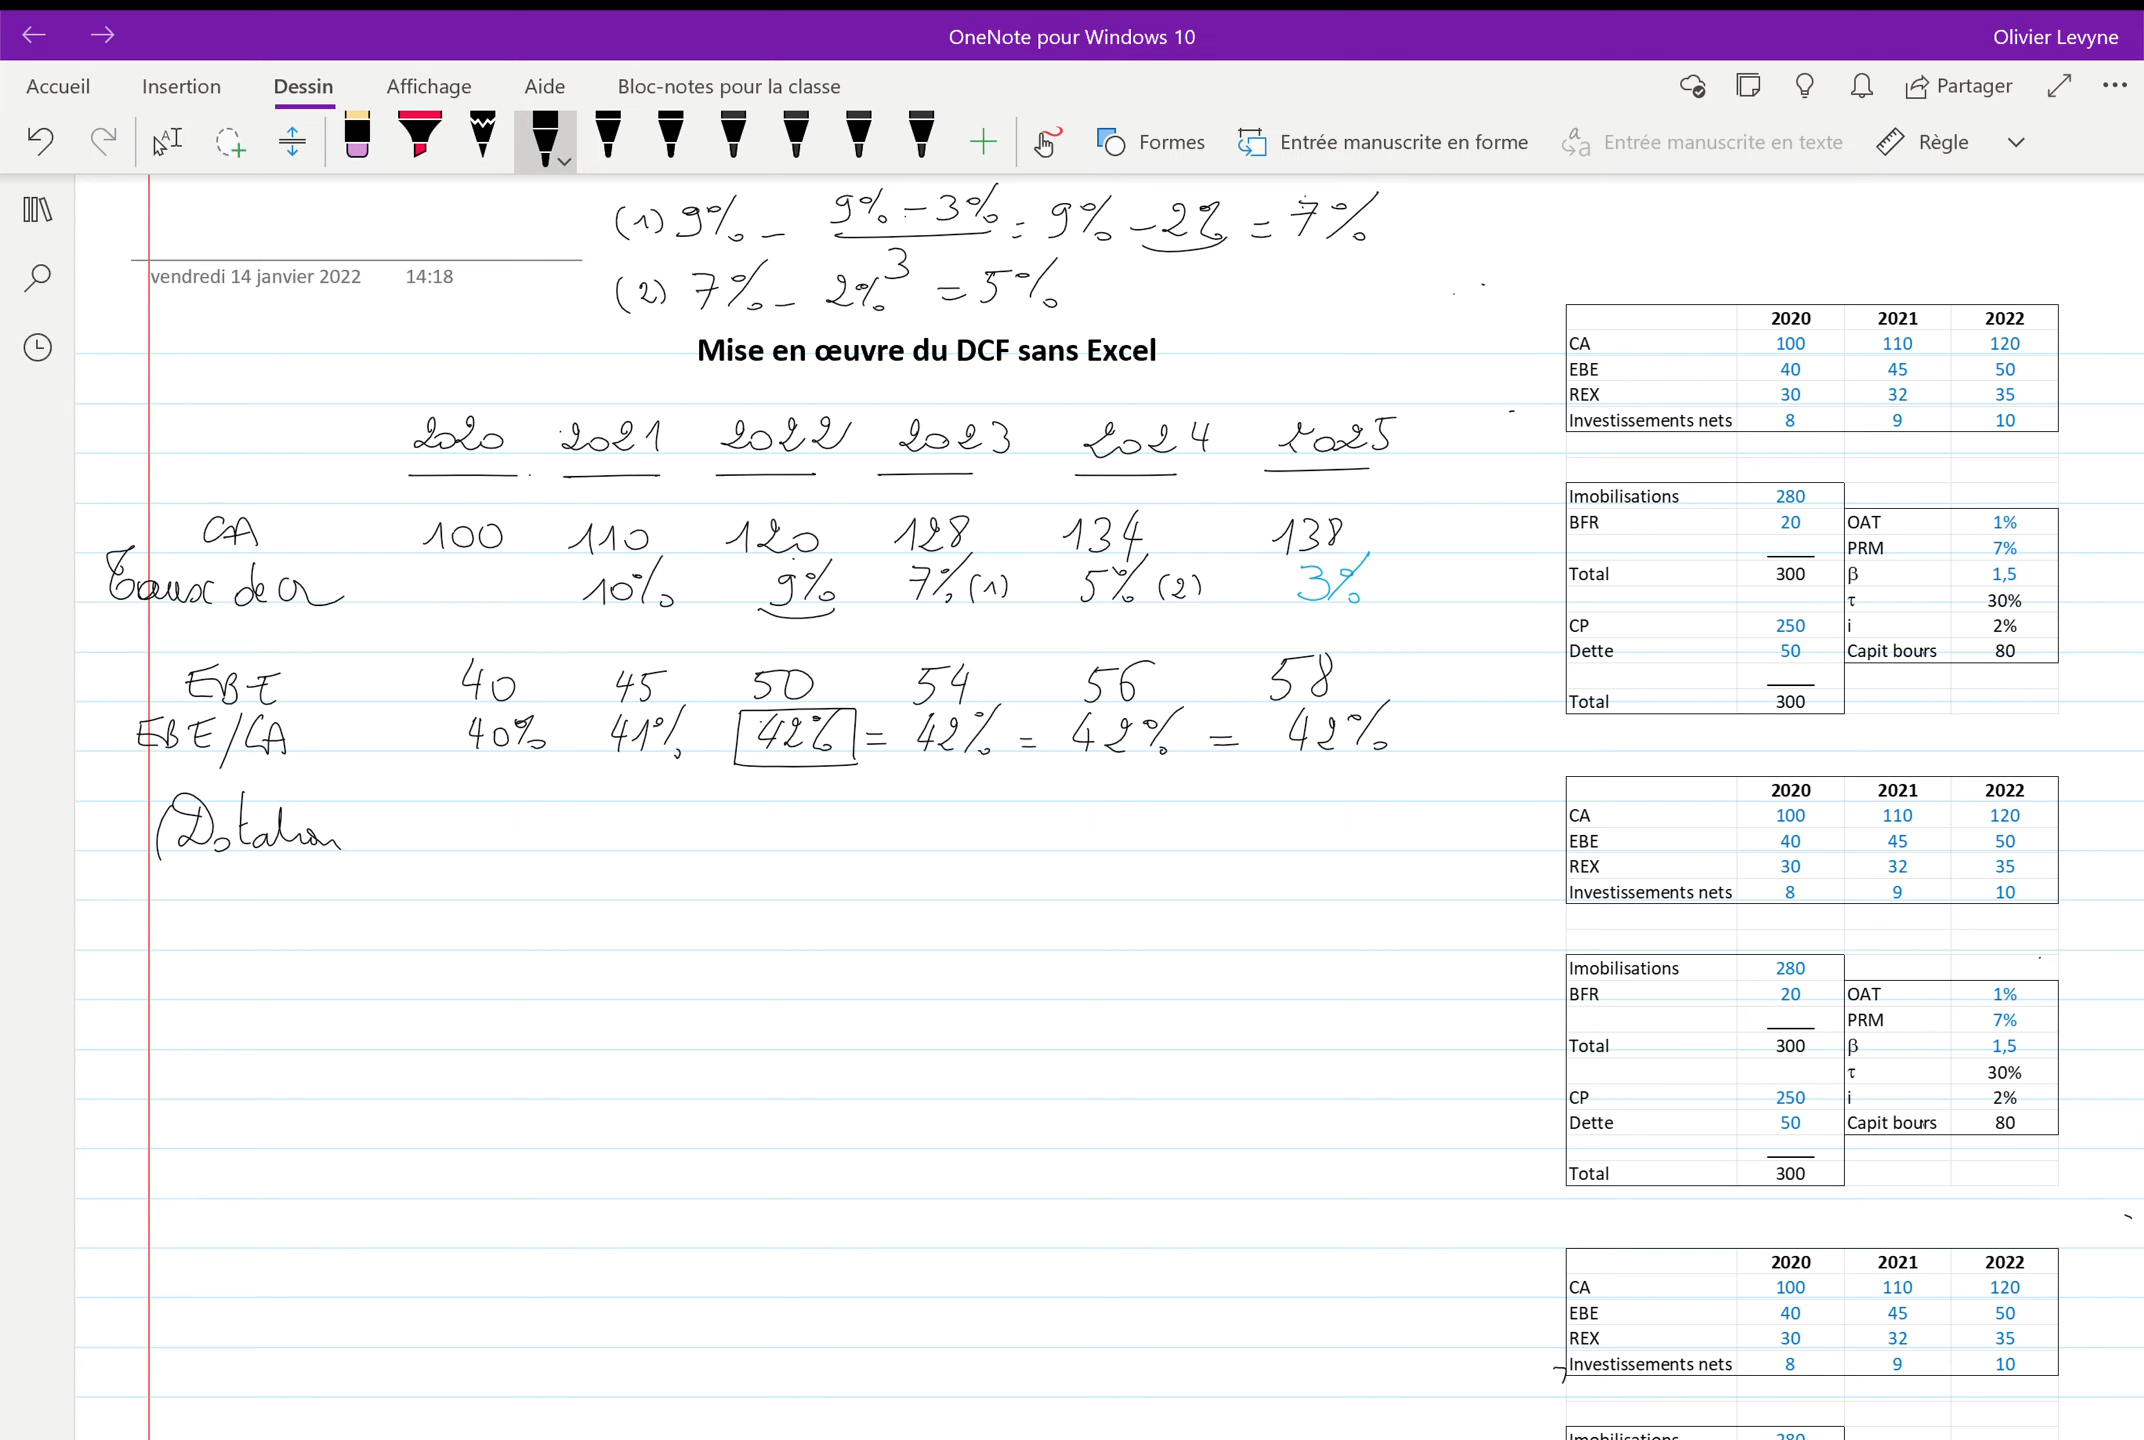 OneNote pour Windows 10
Olivier Levyne
Accueil Insertion Dessin Affichage Aide Bloc-notes pour la classe
Partager
Formes Entrée manuscrite en forme Entrée manuscrite en texte Règle
(1) 9% - (9% - 3%)/3 = 9% - 2% = 7%
vendredi 14 janvier 2022 14:18
(2) 7% - 2% = 5%
Mise en œuvre du DCF sans Excel
2020 2021 2022 2023 2024 2025
CA 100 110 120 128 134 138
Taux de cr 10% 9% 7% (1) 5% (2) 3%
EBE 40 45 50 54 56 58
EBE/CA 40% 41% 42% = 42% = 42% = 42%
(Dotation
2020 2021 2022
CA 100 110 120
EBE 40 45 50
REX 30 32 35
Investissements nets 8 9 10
Imobilisations 280
BFR 20 OAT 1%
PRM 7%
Total 300 β 1,5
τ 30%
CP 250 i 2%
Dette 50 Capit bours 80
Total 300
2020 2021 2022
CA 100 110 120
EBE 40 45 50
REX 30 32 35
Investissements nets 8 9 10
Imobilisations 280
BFR 20 OAT 1%
PRM 7%
Total 300 β 1,5
τ 30%
CP 250 i 2%
Dette 50 Capit bours 80
Total 300
2020 2021 2022
CA 100 110 120
EBE 40 45 50
REX 30 32 35
Investissements nets 8 9 10
Imobilisations 280